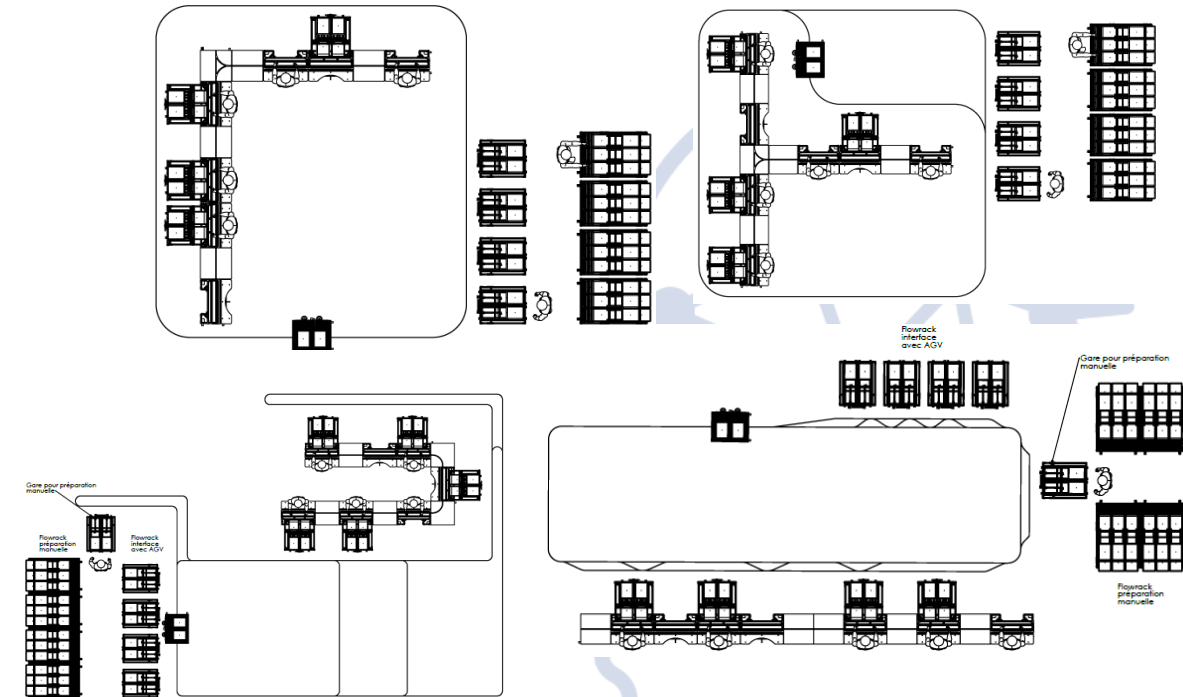 Flowrack
interface
avec AGV
Gare pour préparation
manuelle
Gare pour préparation
manuelle
Flowrack
préparation
manuelle
Flowrack
interface
avec AGV
Flowrack
préparation
manuelle